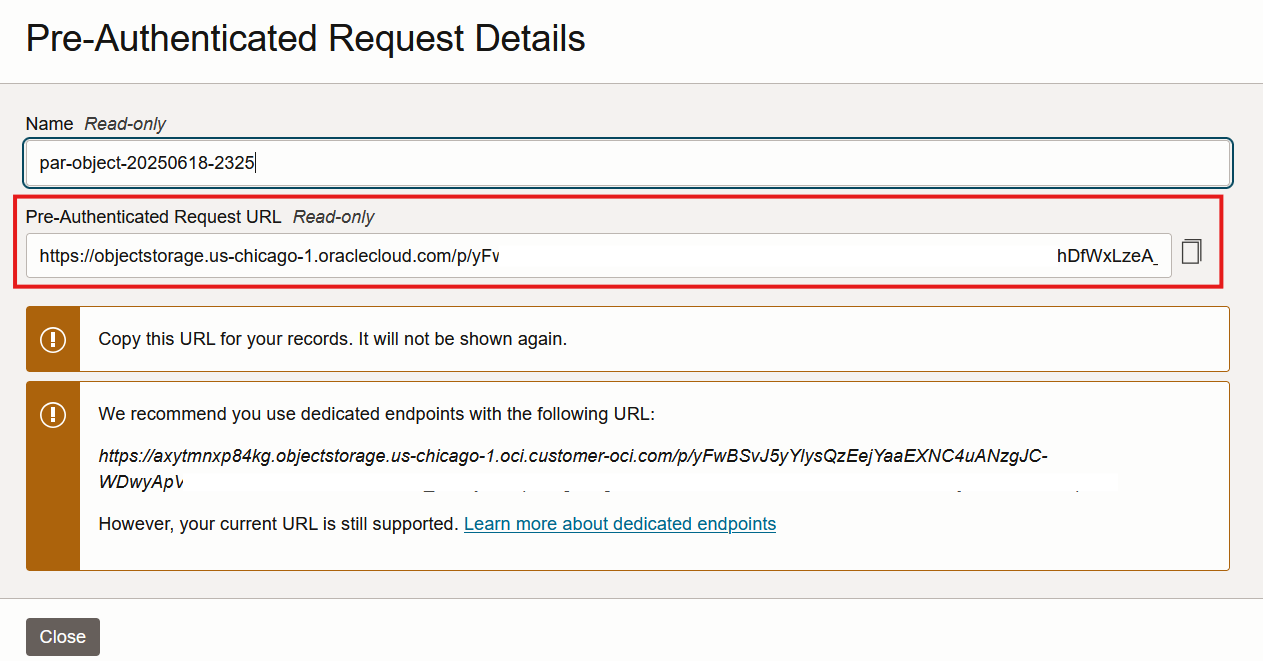 Pre-Authenticated Request Details
Name Read-only
par-object-20250618-2325
Pre-Authenticated Request URL Read-only
https://objectstorage.us-chicago-1.oraclecloud.com/p/yFw hDfWxLzeA_
Copy this URL for your records. It will not be shown again.
We recommend you use dedicated endpoints with the following URL:
https://axytmnxp84kg.objectstorage.us-chicago-1.oci.customer-oci.com/p/yFwBSvJ5yYlysQzEejYaaEXNC4uANzgJC-
WDwyApV
However, your current URL is still supported. Learn more about dedicated endpoints
Close